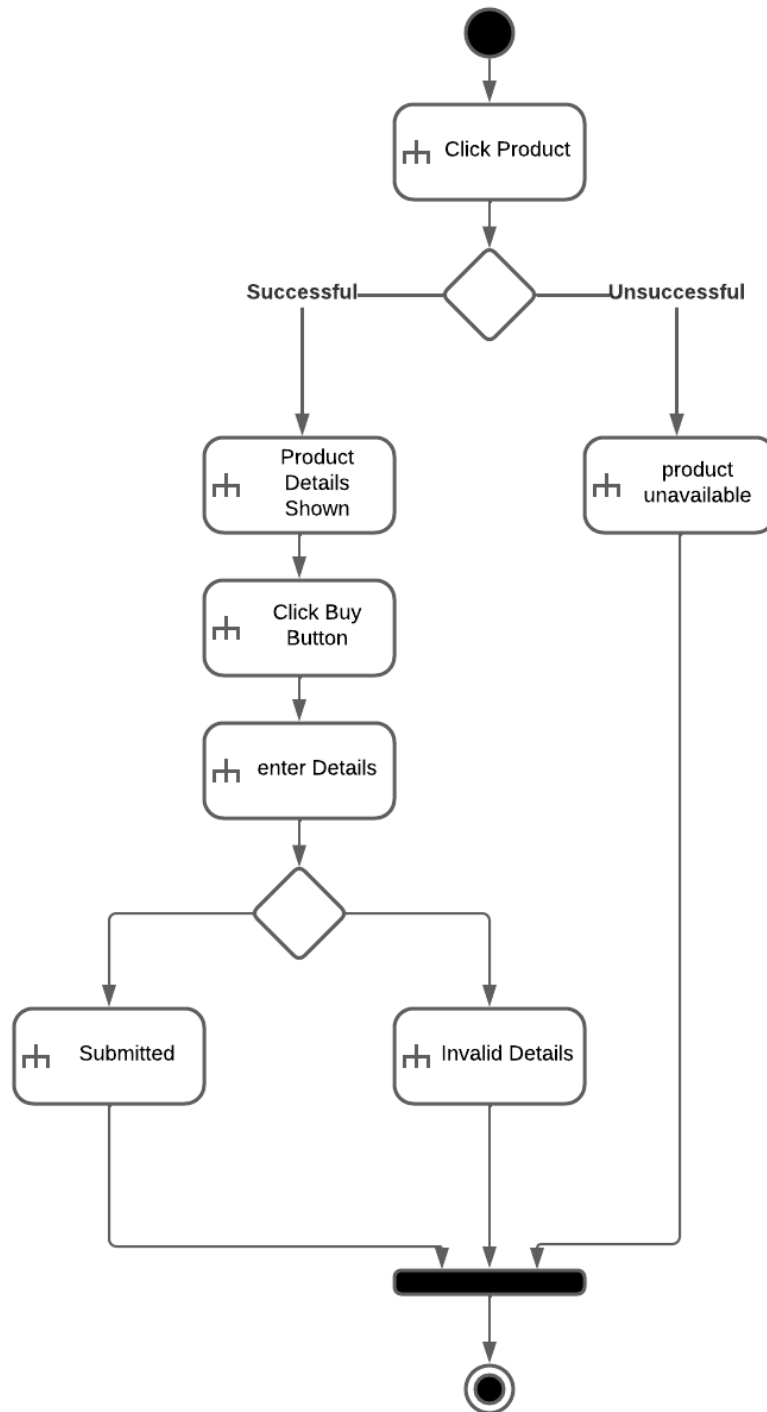 Click Product
Successful
Unsuccessful
Product
Details
Shown
product
unavailable
Click Buy
Button
enter Details
Submitted
Invalid Details